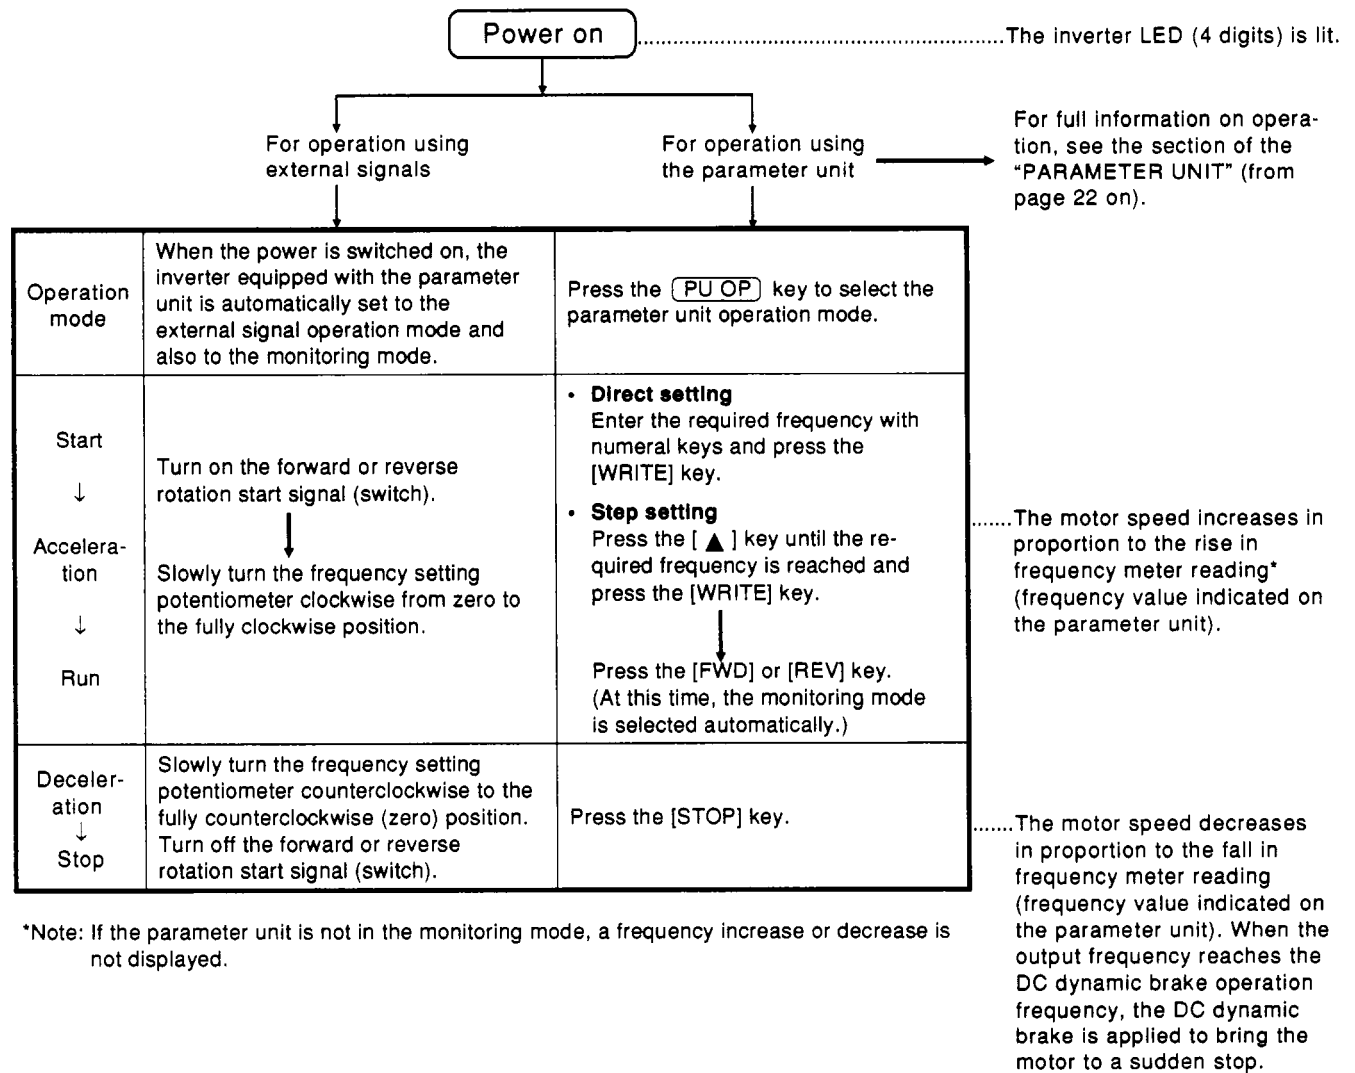 Power on
The inverter LED (4 digits) is lit.
For operation using
external signals
For operation using
the parameter unit
For full information on opera-
tion, see the section of the
"PARAMETER UNIT" (from
page 22 on).
Operation
mode
When the power is switched on, the
inverter equipped with the parameter
unit is automatically set to the
external signal operation mode and
also to the monitoring mode.
Press the PU OP key to select the
parameter unit operation mode.
Start
↓
Accelera-
tion
↓
Run
Turn on the forward or reverse
rotation start signal (switch).
Slowly turn the frequency setting
potentiometer clockwise from zero to
the fully clockwise position.
• Direct setting
Enter the required frequency with
numeral keys and press the
[WRITE] key.
• Step setting
Press the [ ▲ ] key until the re-
quired frequency is reached and
press the [WRITE] key.
Press the [FWD] or [REV] key.
(At this time, the monitoring mode
is selected automatically.)
The motor speed increases in
proportion to the rise in
frequency meter reading*
(frequency value indicated on
the parameter unit).
Deceler-
ation
↓
Stop
Slowly turn the frequency setting
potentiometer counterclockwise to the
fully counterclockwise (zero) position.
Turn off the forward or reverse
rotation start signal (switch).
Press the [STOP] key.
The motor speed decreases
in proportion to the fall in
frequency meter reading
(frequency value indicated on
the parameter unit). When the
output frequency reaches the
DC dynamic brake operation
frequency, the DC dynamic
brake is applied to bring the
motor to a sudden stop.
*Note: If the parameter unit is not in the monitoring mode, a frequency increase or decrease is
not displayed.